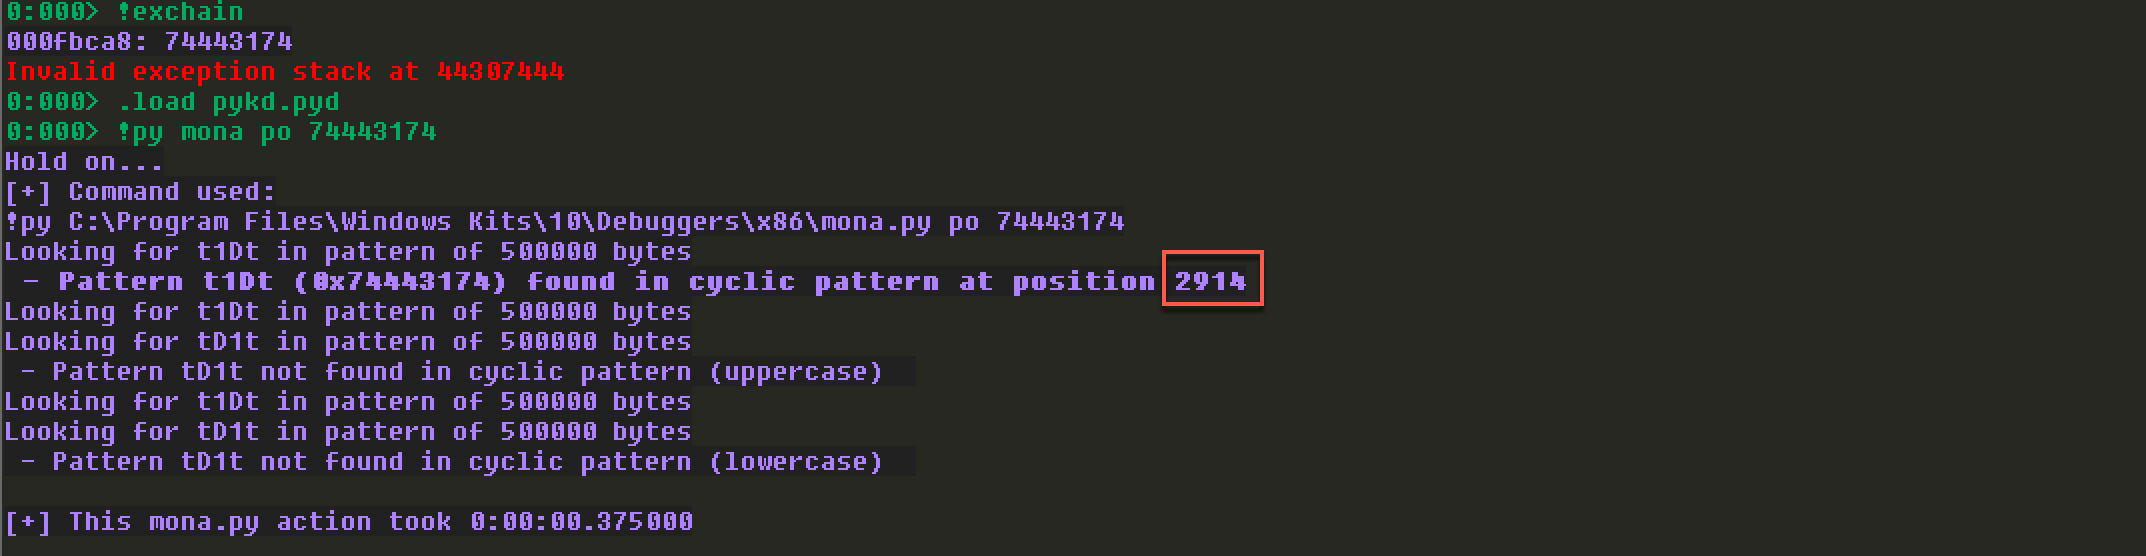 0:000> !exchain
000fbca8: 74443174
Invalid exception stack at 44307444
0:000> .load pykd.pyd
0:000> !py mona po 74443174
Hold on...
[+] Command used:
!py C:\Program Files\Windows Kits\10\Debuggers\x86\mona.py po 74443174
Looking for t1Dt in pattern of 500000 bytes
 - Pattern t1Dt (0x74443174) found in cyclic pattern at position 2914
Looking for t1Dt in pattern of 500000 bytes
Looking for tD1t in pattern of 500000 bytes
 - Pattern tD1t not found in cyclic pattern (uppercase)
Looking for t1Dt in pattern of 500000 bytes
Looking for tD1t in pattern of 500000 bytes
 - Pattern tD1t not found in cyclic pattern (lowercase)
[+] This mona.py action took 0:00:00.375000